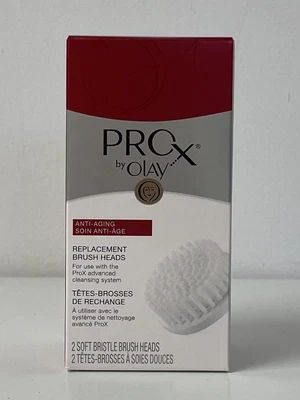 PROX®
by OLAY
ANTI-AGING
SOIN ANTI-ÂGE
REPLACEMENT
BRUSH HEADS
For use with the
ProX advanced
cleansing system
TÊTES-BROSSES
DE RECHANGE
À utiliser avec le
système de nettoyage
avancé ProX
2 SOFT BRISTLE BRUSH HEADS
2 TÊTES-BROSSES À SOIES DOUCES